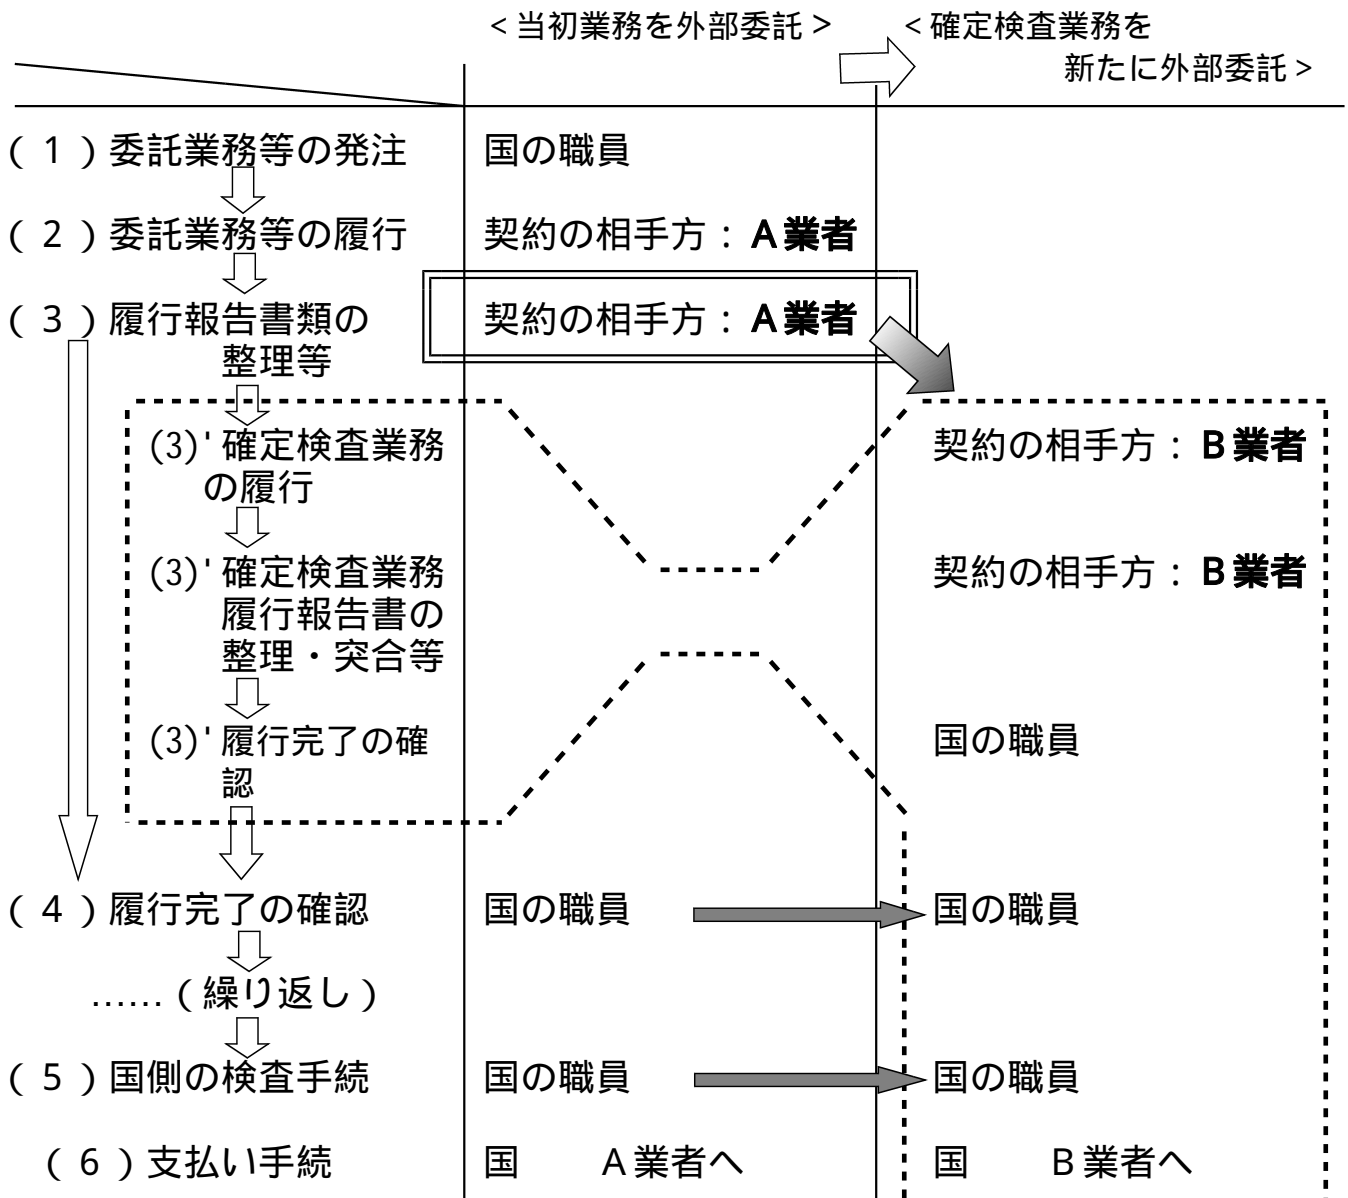 ＜当初業務を外部委託＞ ＜確定検査業務を
新たに外部委託＞
（１）委託業務等の発注 国の職員
（２）委託業務等の履行 契約の相手方：Ａ業者
（３）履行報告書類の 契約の相手方：Ａ業者
整理等
(3)'確定検査業務 契約の相手方：Ｂ業者
の履行
(3)'確定検査業務 契約の相手方：Ｂ業者
履行報告書の
整理・突合等
(3)'履行完了の確 国の職員
認
（４）履行完了の確認 国の職員 国の職員
……（繰り返し）
（５）国側の検査手続 国の職員 国の職員
（６）支払い手続 国 Ａ業者へ 国 Ｂ業者へ